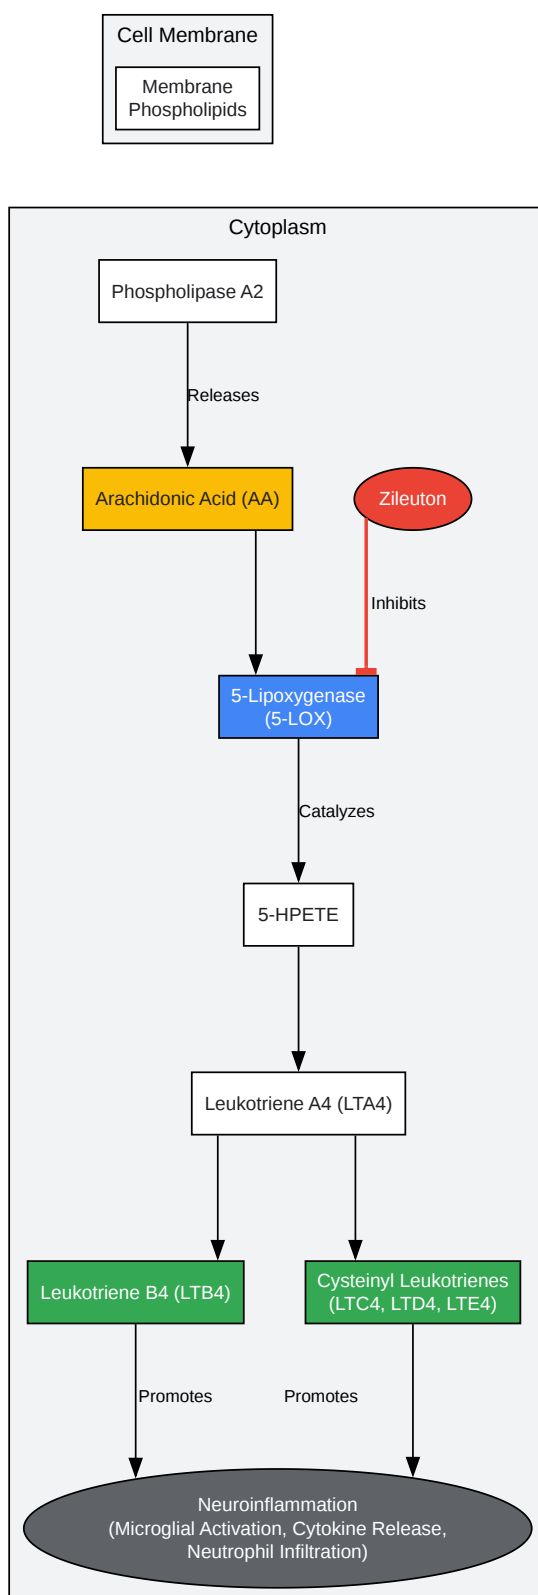 Cell Membrane
Membrane
Phospholipids
Cytoplasm
Phospholipase A2
Releases
Arachidonic Acid (AA)
Zileuton
Inhibits
5-Lipoxygenase
(5-LOX)
Catalyzes
5-HPETE
Leukotriene A4 (LTA4)
Leukotriene B4 (LTB4)
Cysteinyl Leukotrienes
(LTC4, LTD4, LTE4)
Promotes
Promotes
Neuroinflammation
(Microglial Activation, Cytokine Release,
Neutrophil Infiltration)